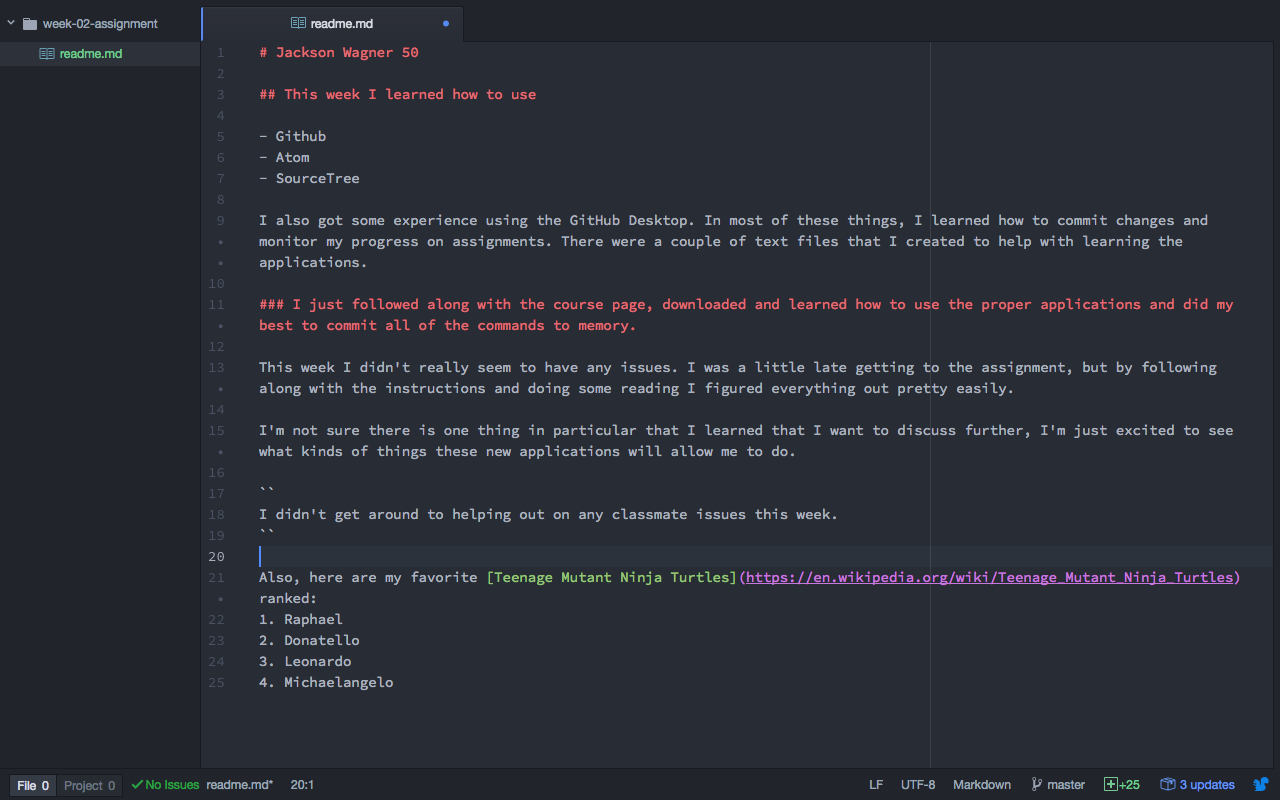 week-02-assignment
readme.md
readme.md
1 # Jackson Wagner 50
2
3 ## This week I learned how to use
4
5 - Github
6 - Atom
7 - SourceTree
8
9 I also got some experience using the GitHub Desktop. In most of these things, I learned how to commit changes and
• monitor my progress on assignments. There were a couple of text files that I created to help with learning the
• applications.
10
11 ### I just followed along with the course page, downloaded and learned how to use the proper applications and did my
• best to commit all of the commands to memory.
12
13 This week I didn't really seem to have any issues. I was a little late getting to the assignment, but by following
• along with the instructions and doing some reading I figured everything out pretty easily.
14
15 I'm not sure there is one thing in particular that I learned that I want to discuss further, I'm just excited to see
• what kinds of things these new applications will allow me to do.
16
17 ``
18 I didn't get around to helping out on any classmate issues this week.
19 ``
20
21 Also, here are my favorite [Teenage Mutant Ninja Turtles](https://en.wikipedia.org/wiki/Teenage_Mutant_Ninja_Turtles)
• ranked:
22 1. Raphael
23 2. Donatello
24 3. Leonardo
25 4. Michaelangelo
File 0 Project 0 No Issues readme.md* 20:1 LF UTF-8 Markdown master +25 3 updates